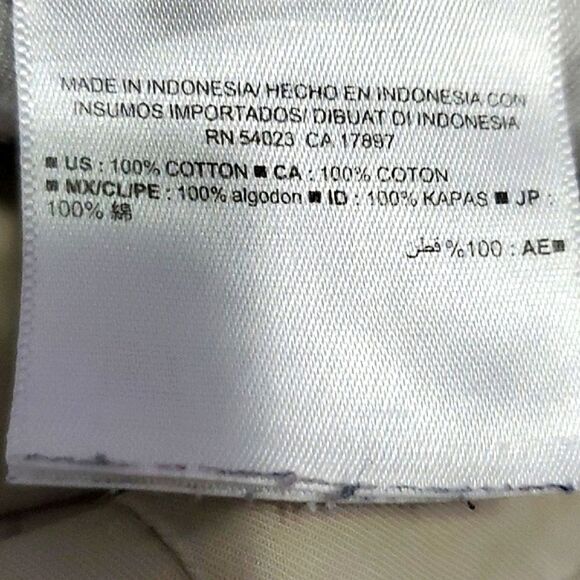 MADE IN INDONESIA/ HECHO EN INDONESIA CON
INSUMOS IMPORTADOS/ DIBUAT DI INDONESIA
RN 54023 CA 17897
■ US : 100% COTTON ■ CA : 100% COTON
■ MX/CL/PE : 100% algodon ■ ID : 100% KAPAS ■ JP :
100% 綿
■AE : 100% قطن